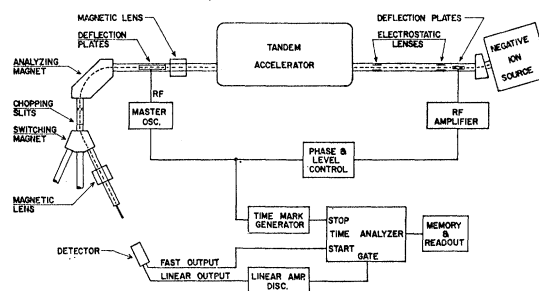 MAGNETIC LENS
DEFLECTION
PLATES
ANALYZING
MAGNET
TANDEM
ACCELERATOR
DEFLECTION PLATES
ELECTROSTATIC
LENSES
NEGATIVE
ION
SOURCE
CHOPPING
SLITS
SWITCHING
MAGNET
RF
MASTER
OSC.
RF
AMPLIFIER
PHASE &
LEVEL
CONTROL
MAGNETIC
LENS
TIME MARK
GENERATOR
STOP
TIME ANALYZER
START
GATE
MEMORY
&
READOUT
DETECTOR
FAST OUTPUT
LINEAR OUTPUT
LINEAR AMP.
DISC.